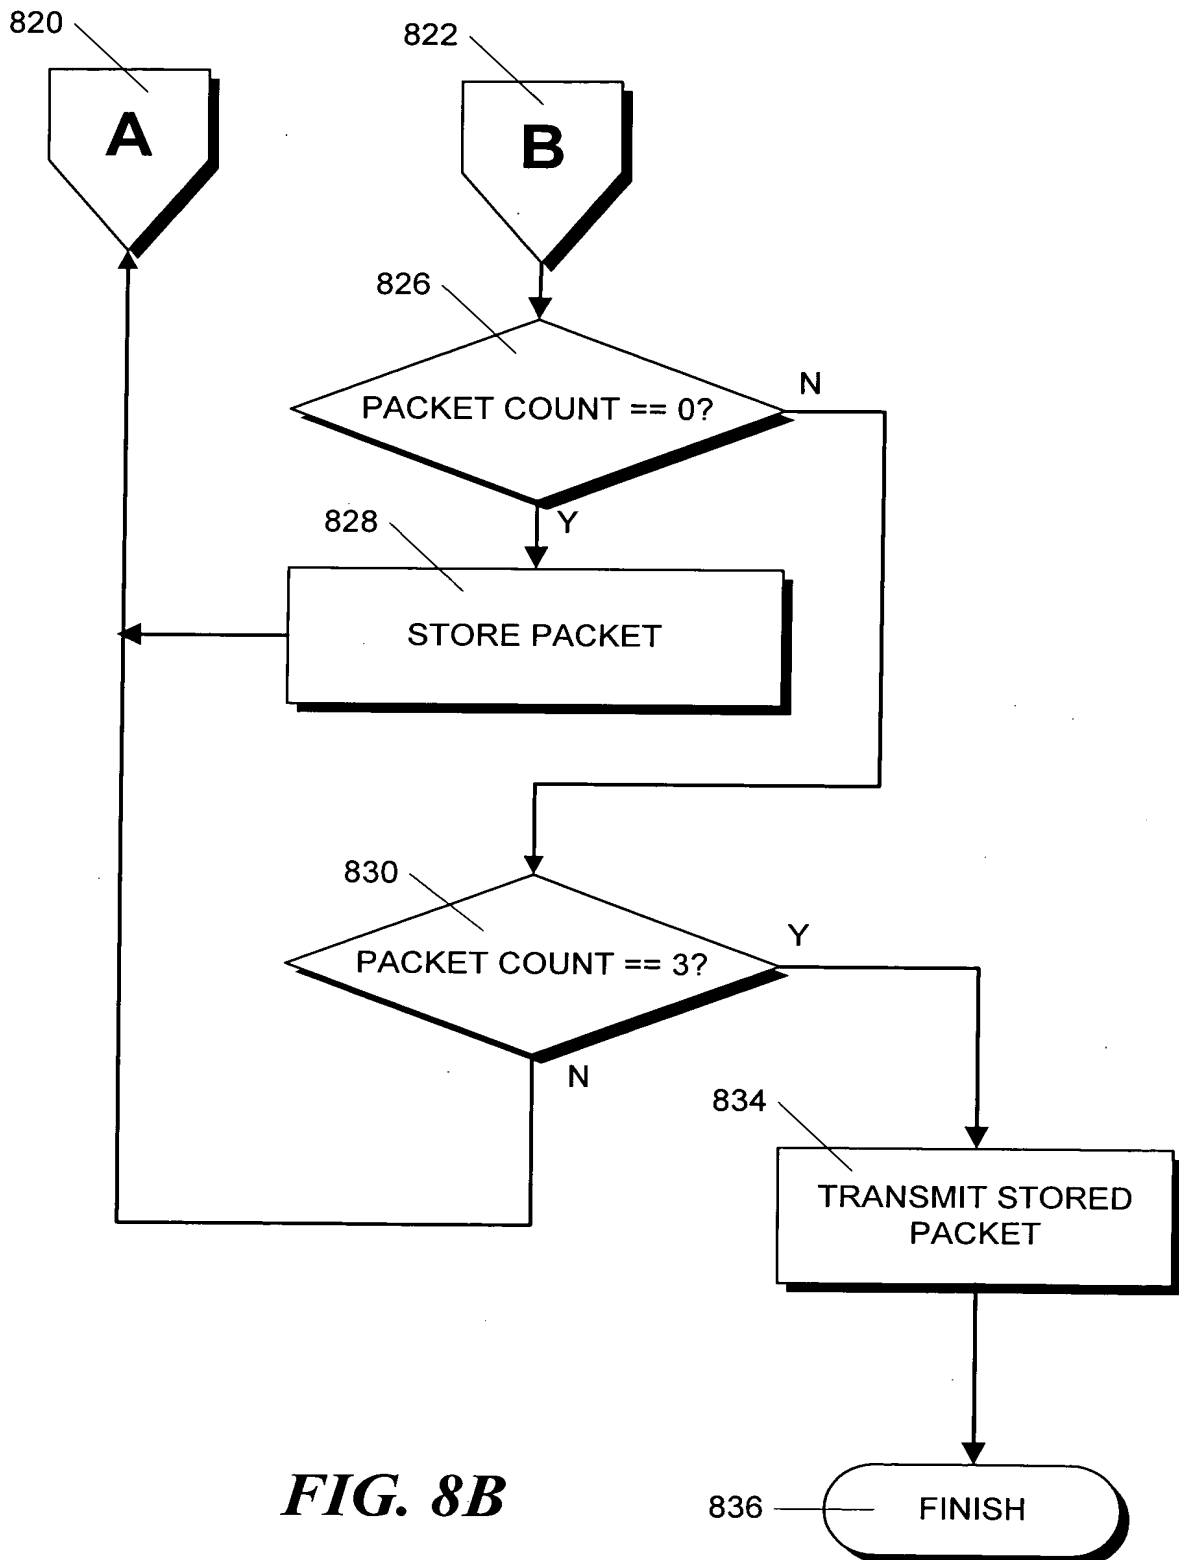 820
822
A
B
826
PACKET COUNT == 0?
N
Y
828
STORE PACKET
830
PACKET COUNT == 3?
Y
N
834
TRANSMIT STORED
PACKET
836
FINISH
FIG. 8B